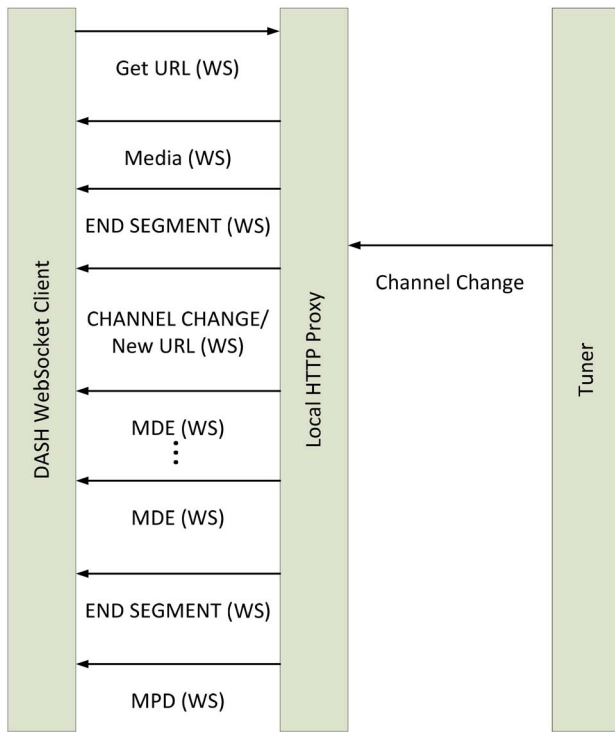 Get URL (WS)
Media (WS)
END SEGMENT (WS)
CHANNEL CHANGE/
New URL (WS)
MDE (WS)
MDE (WS)
END SEGMENT (WS)
MPD (WS)
Channel Change
DASH WebSocket Client
Local HTTP Proxy
Tuner